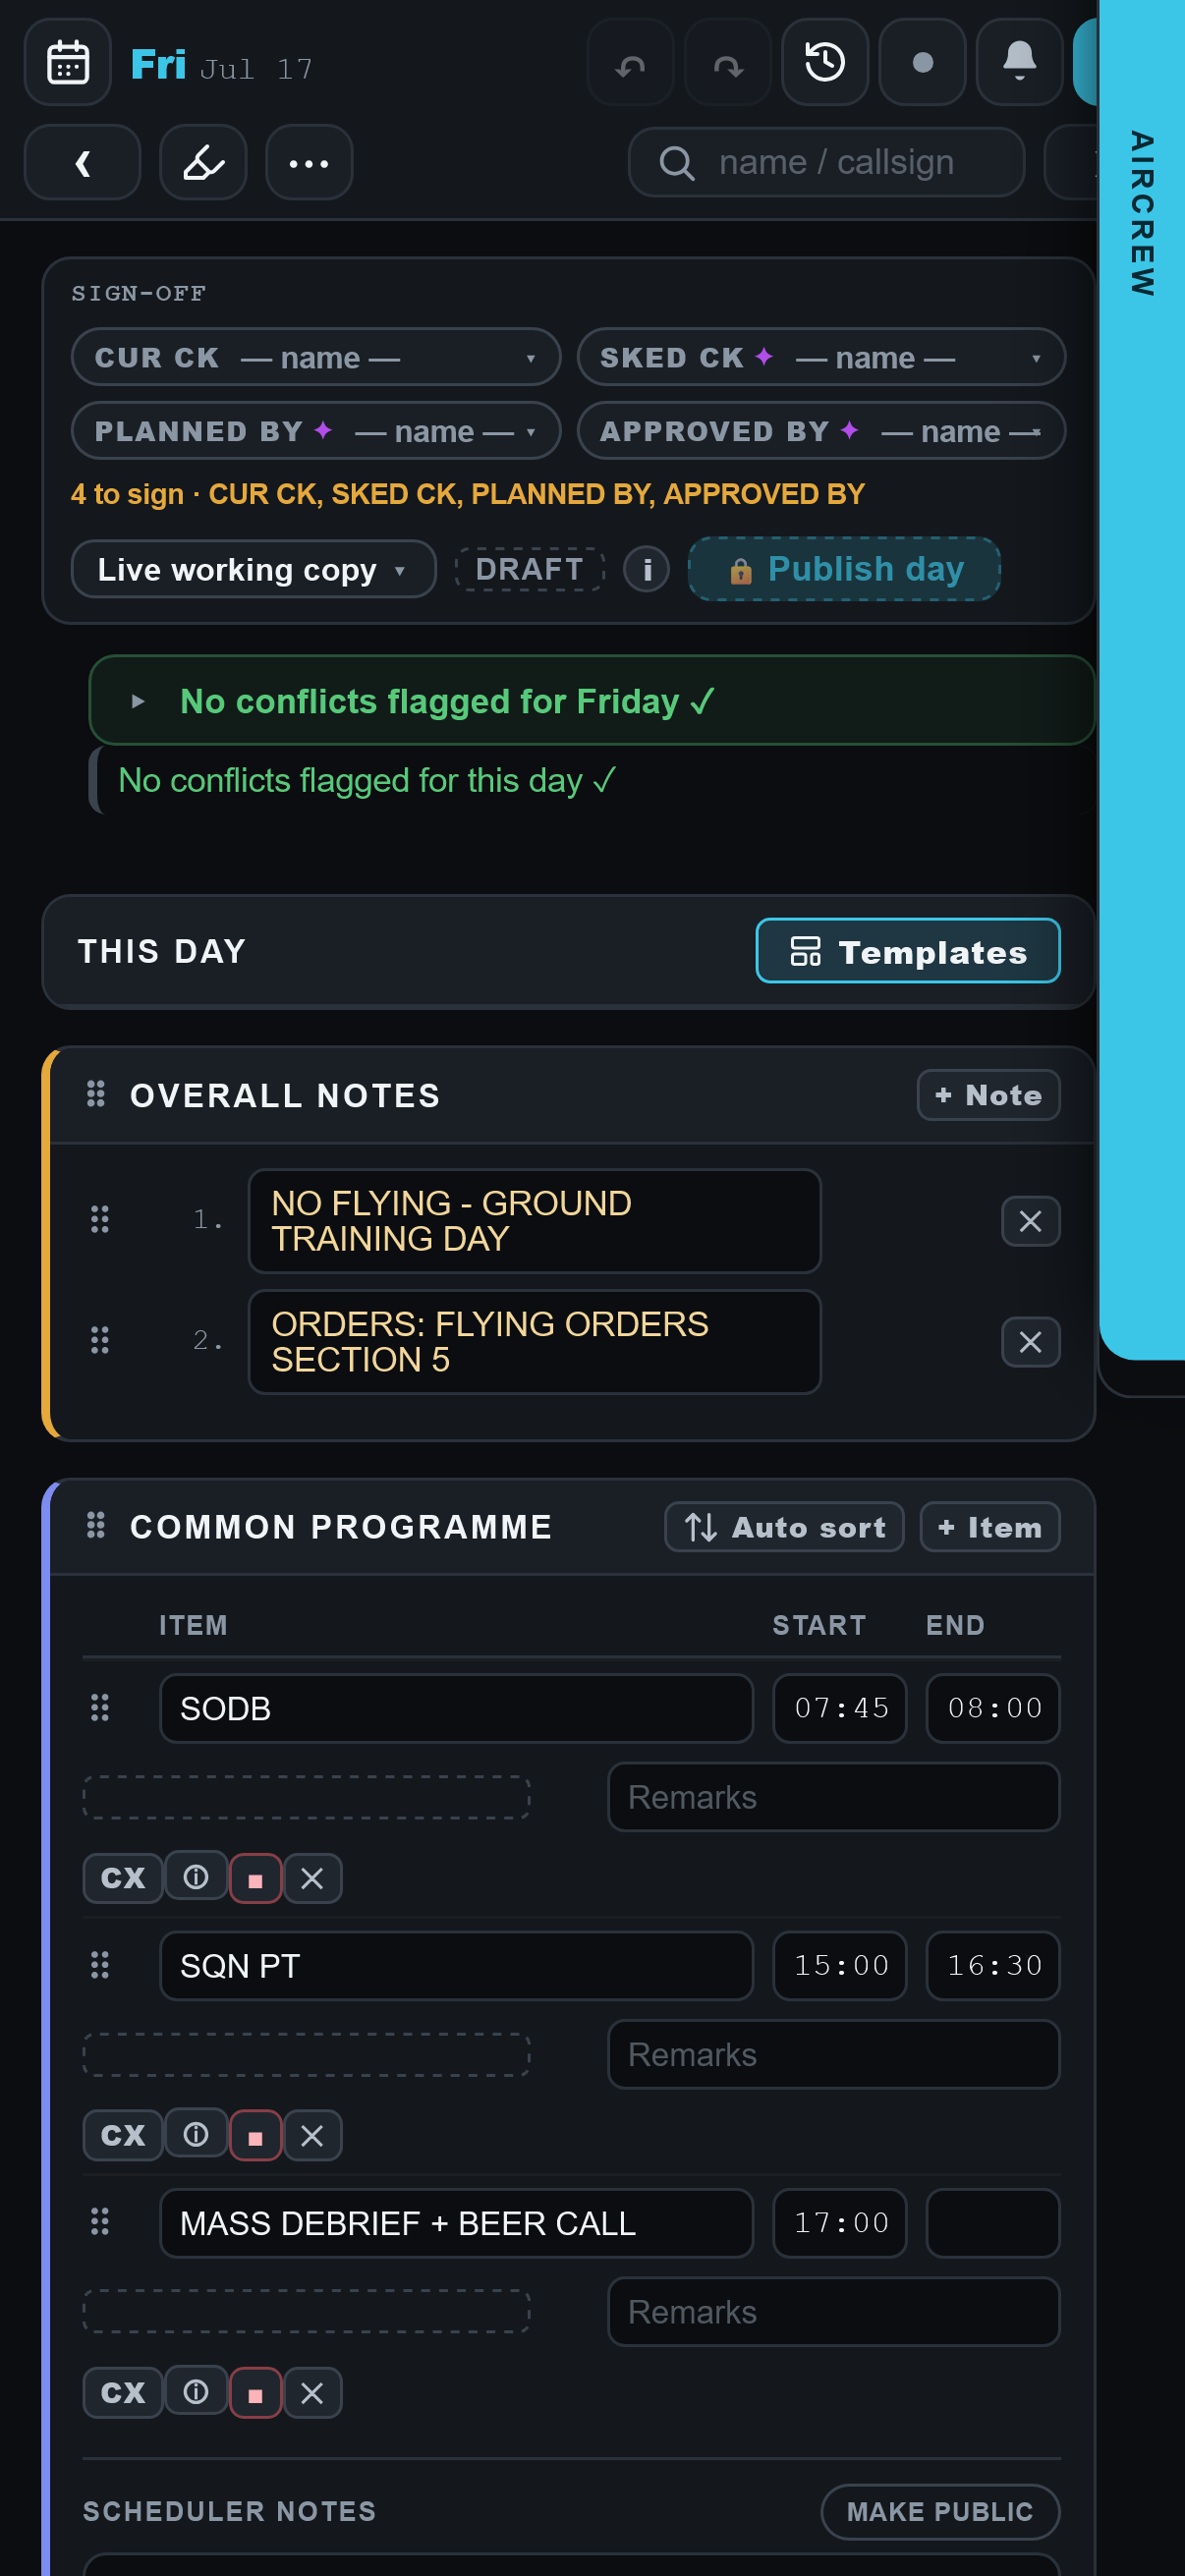 Fri Jul 17
name / callsign
AIRCREW
SIGN-OFF
CUR CK — name —
SKED CK ✦ — name —
PLANNED BY ✦ — name —
APPROVED BY ✦ — name —
4 to sign · CUR CK, SKED CK, PLANNED BY, APPROVED BY
Live working copy DRAFT i Publish day
No conflicts flagged for Friday ✓
No conflicts flagged for this day ✓
THIS DAY Templates
OVERALL NOTES + Note
1. NO FLYING - GROUND
TRAINING DAY
2. ORDERS: FLYING ORDERS
SECTION 5
COMMON PROGRAMME Auto sort + Item
ITEM START END
SODB 07:45 08:00
Remarks
CX
SQN PT 15:00 16:30
Remarks
CX
MASS DEBRIEF + BEER CALL 17:00
Remarks
CX
SCHEDULER NOTES MAKE PUBLIC